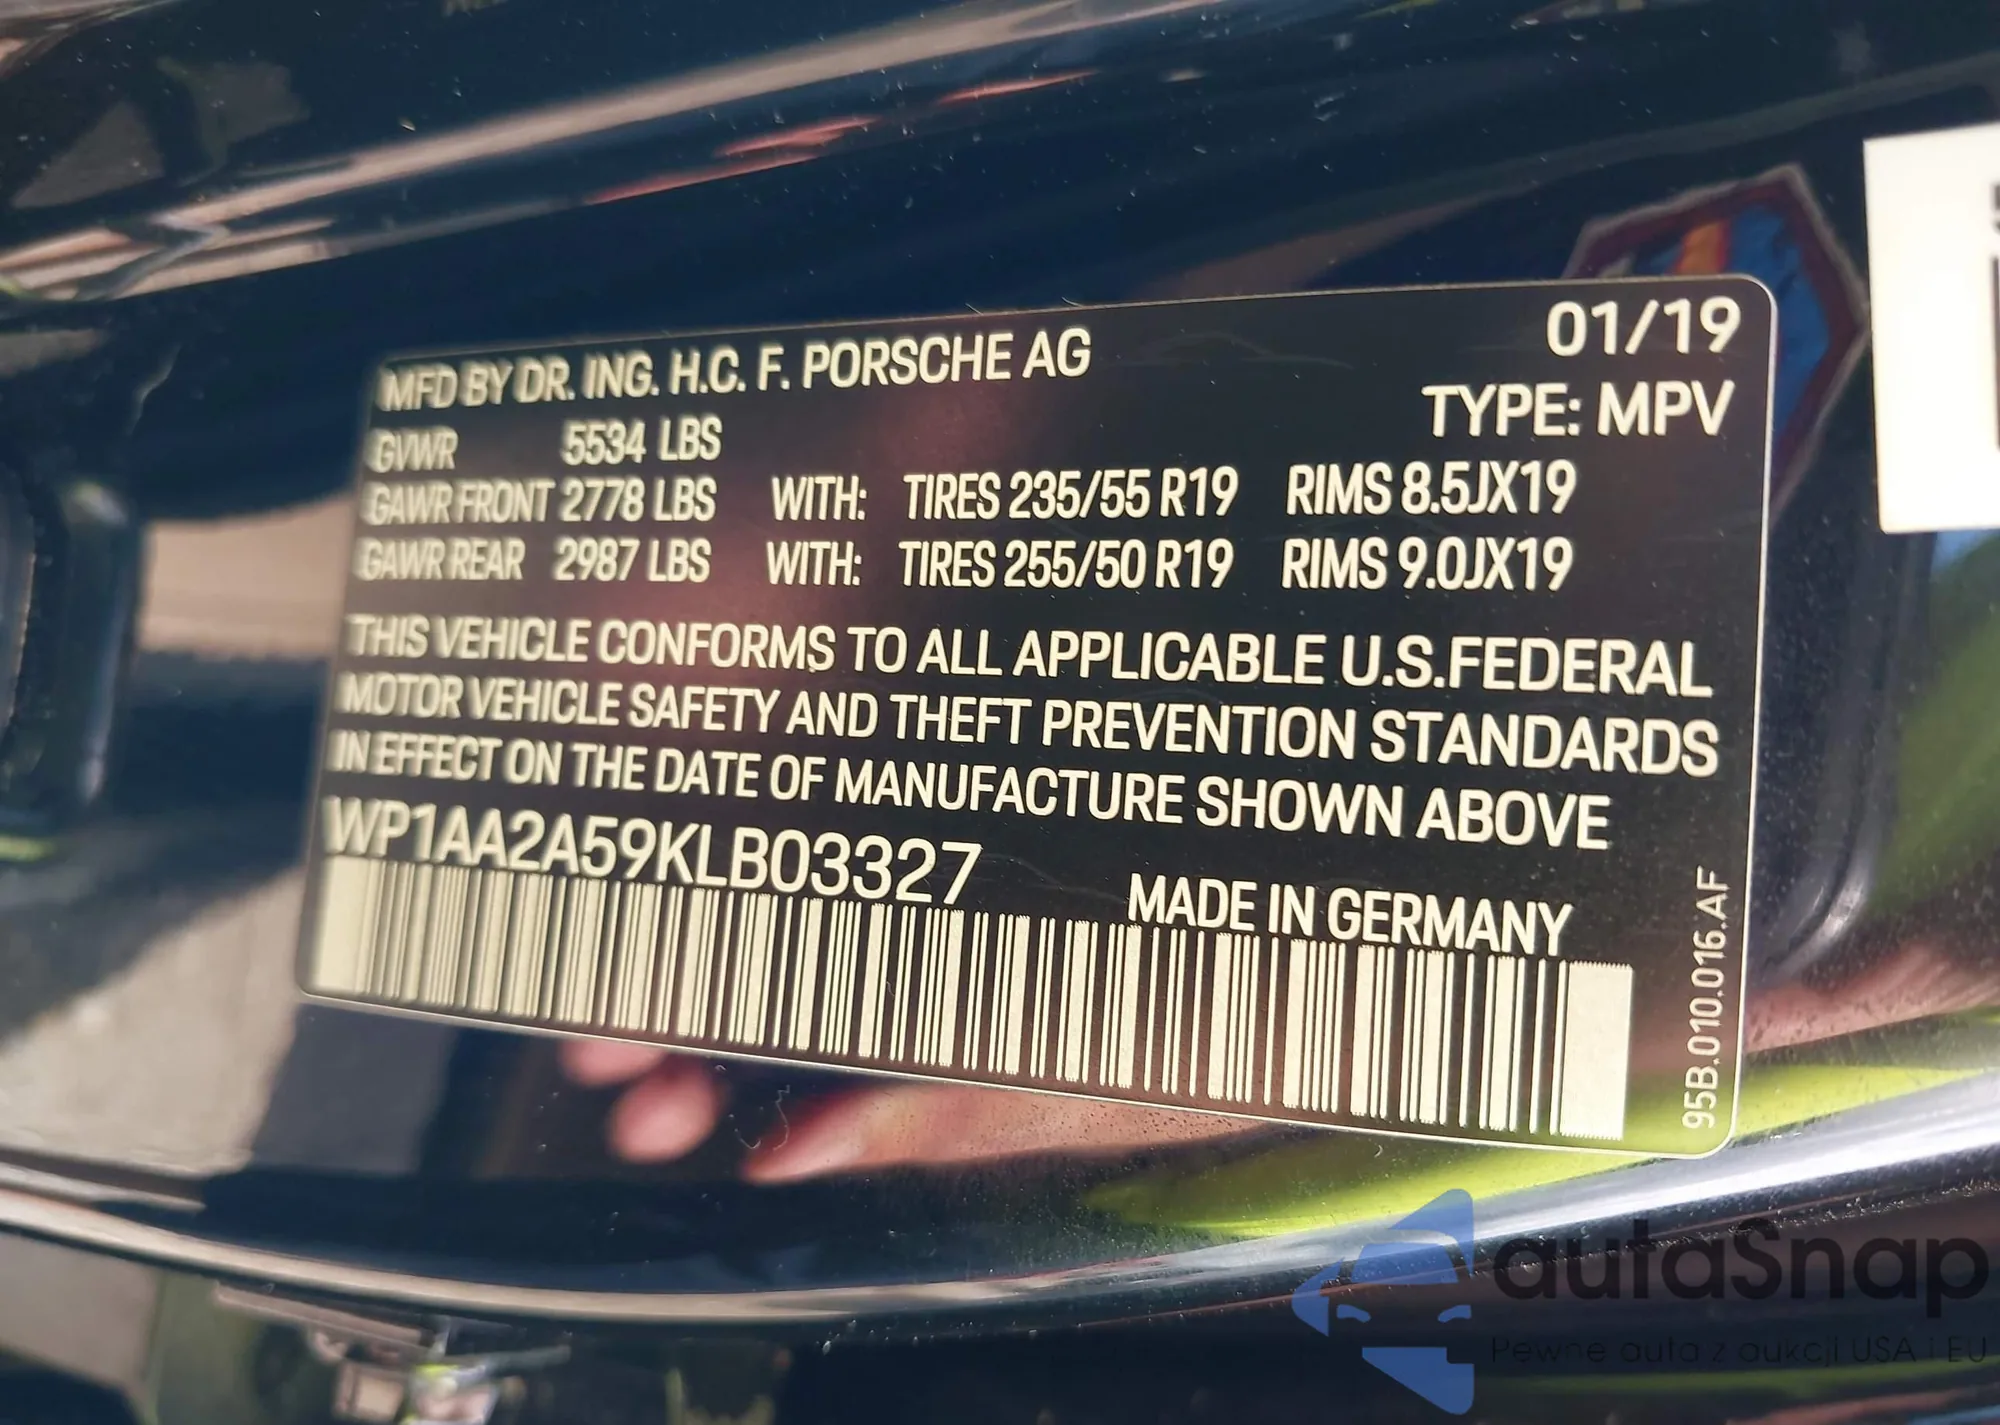 MFD BY DR. ING. H.C. F. PORSCHE AG 01/19
TYPE: MPV
GVWR 5534 LBS
GAWR FRONT 2778 LBS WITH: TIRES 235/55 R19 RIMS 8.5JX19
GAWR REAR 2987 LBS WITH: TIRES 255/50 R19 RIMS 9.0JX19
THIS VEHICLE CONFORMS TO ALL APPLICABLE U.S.FEDERAL
MOTOR VEHICLE SAFETY AND THEFT PREVENTION STANDARDS
IN EFFECT ON THE DATE OF MANUFACTURE SHOWN ABOVE
WP1AA2A59KLB03327
MADE IN GERMANY
95B.010.016.AF
autaSnap
Pewne auta z aukcji USA i EU